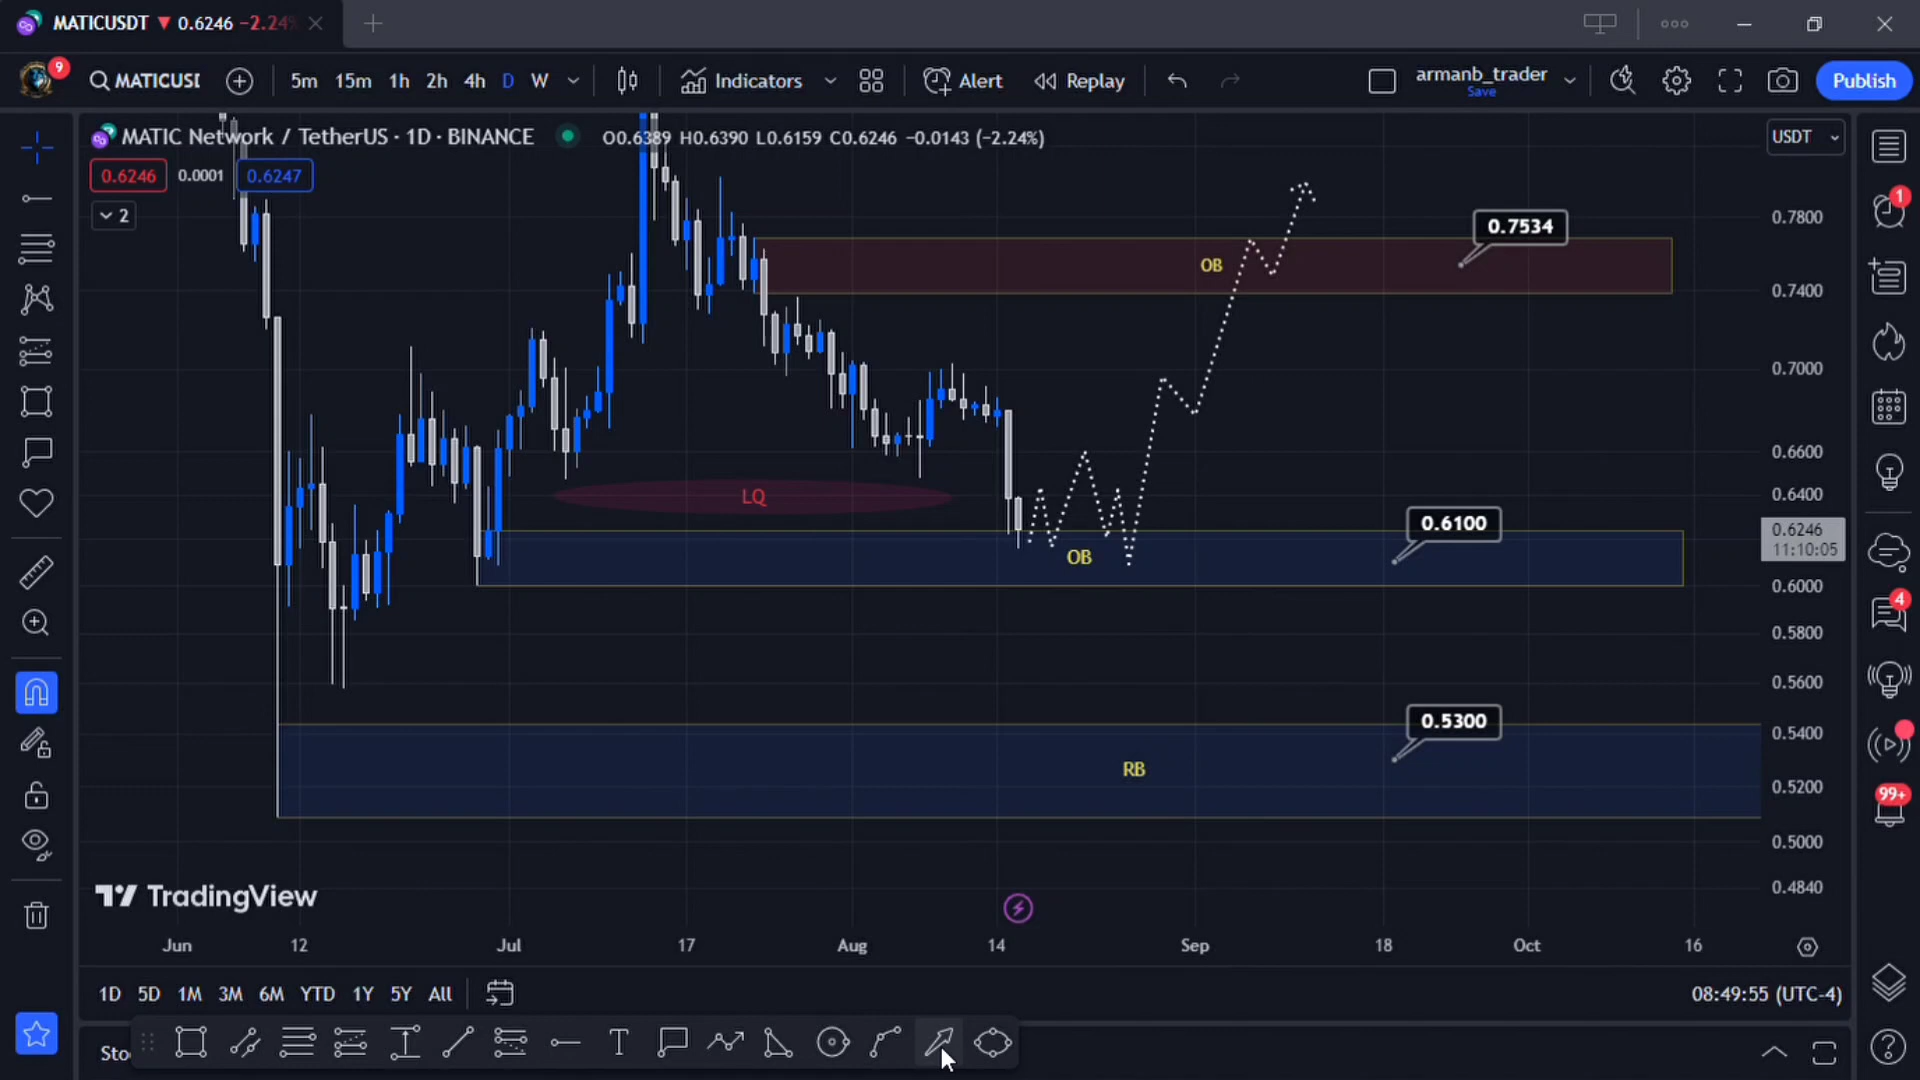 MATICUSDT ▼ 0.6246 −2.24%
9
MATICUSD 5m 15m 1h 2h 4h D W Indicators Alert Replay armanb_trader Publish
Save
MATIC Network / TetherUS · 1D · BINANCE O0.6389 H0.6390 L0.6159 C0.6246 −0.0143 (−2.24%) USDT
0.6246 0.0001 0.6247
2
1
0.7800
0.7534
OB
0.7400
0.7000
0.6600
LQ
0.6400
0.6100
0.6246
11:10:05
OB
0.6000
4
0.5800
0.5600
0.5300
0.5400
RB
0.5200
99+
0.5000
TradingView
0.4840
Jun 12 Jul 17 Aug 14 Sep 18 Oct 16
1D 5D 1M 3M 6M YTD 1Y 5Y All 08:49:55 (UTC-4)
Sto